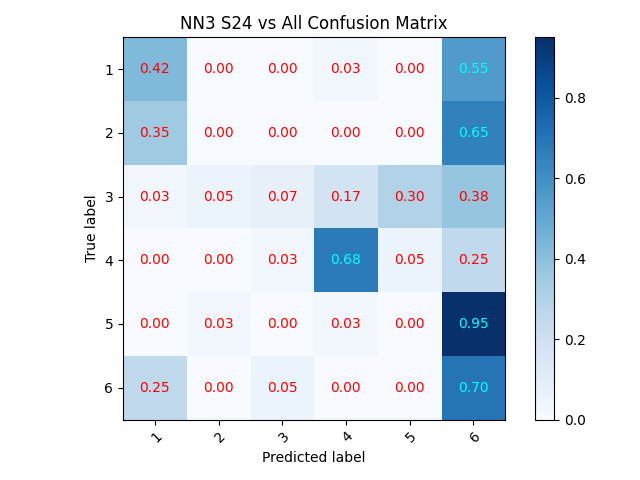 NN3 S24 vs All Confusion Matrix
1 0.42 0.00 0.00 0.03 0.00 0.55
2 0.35 0.00 0.00 0.00 0.00 0.65
3 0.03 0.05 0.07 0.17 0.30 0.38
4 0.00 0.00 0.03 0.68 0.05 0.25
5 0.00 0.03 0.00 0.03 0.00 0.95
6 0.25 0.00 0.05 0.00 0.00 0.70
1 2 3 4 5 6
Predicted label
True label
0.8
0.6
0.4
0.2
0.0